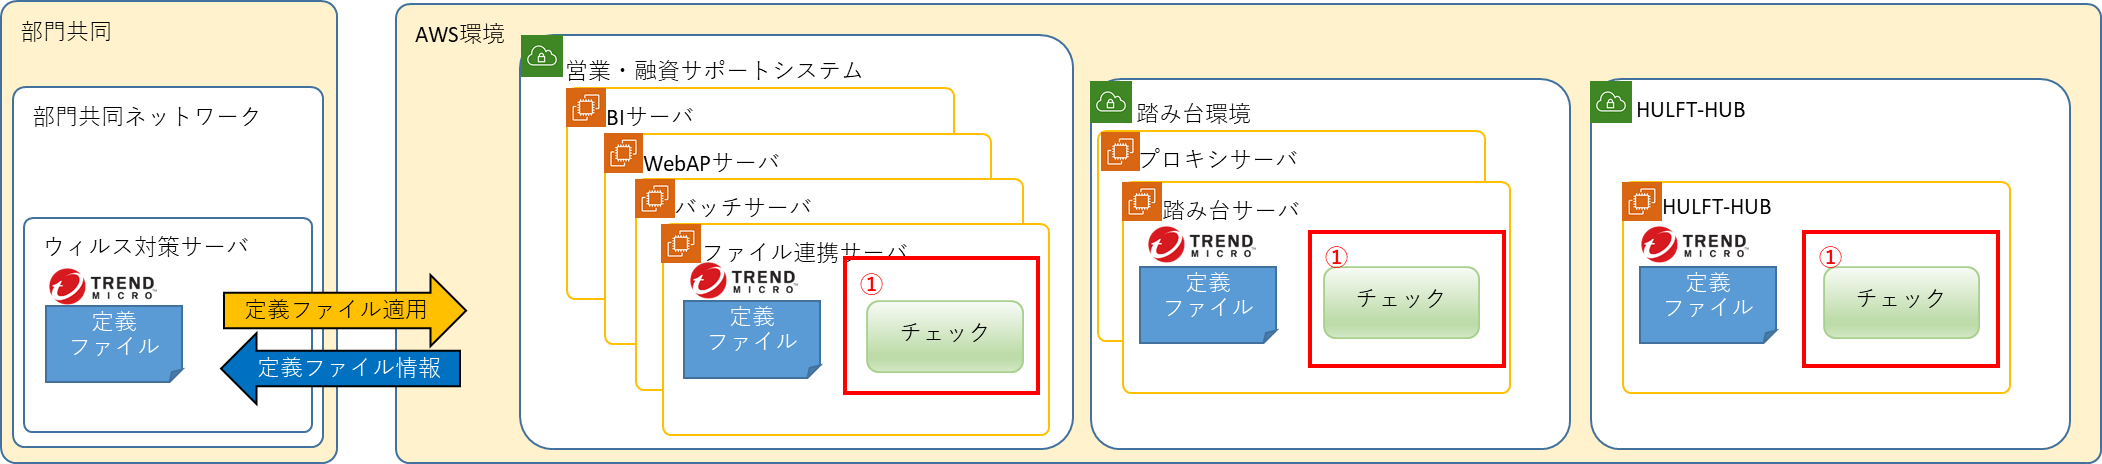 部門共同
部門共同ネットワーク
ウィルス対策サーバ
TREND
MICRO
定義
ファイル
定義ファイル適用
定義ファイル情報
AWS環境
営業・融資サポートシステム
BIサーバ
WebAPサーバ
バッチサーバ
ファイル連携サーバ
TREND
MICRO
定義
ファイル
①
チェック
踏み台環境
プロキシサーバ
踏み台サーバ
TREND
MICRO
定義
ファイル
①
チェック
HULFT-HUB
HULFT-HUB
TREND
MICRO
定義
ファイル
①
チェック